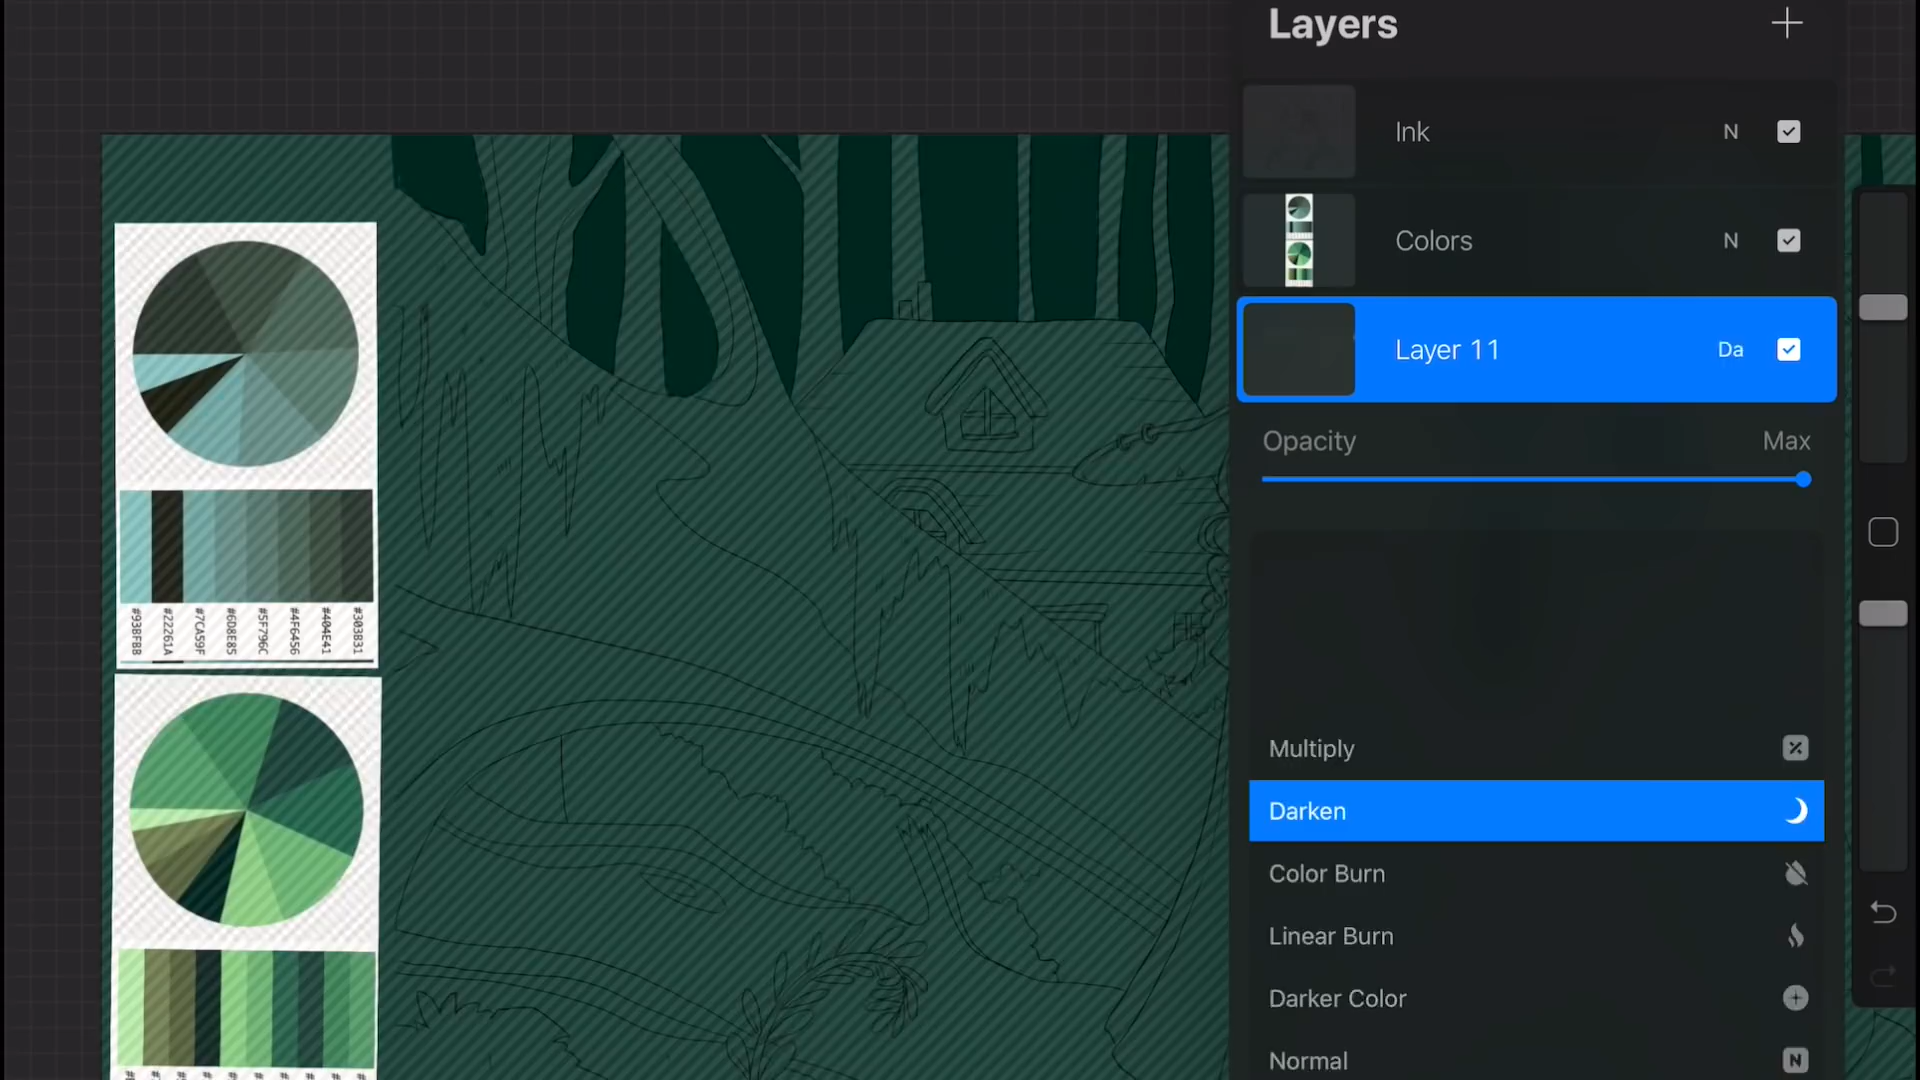 Layers
Ink N
Colors N
Layer 11 Da
Opacity Max
Multiply
Darken
Color Burn
Linear Burn
Darker Color
Normal N
#93BFBB
#22261A
#7CA59F
#6D8E85
#5F796C
#4F6456
#404E41
#303831